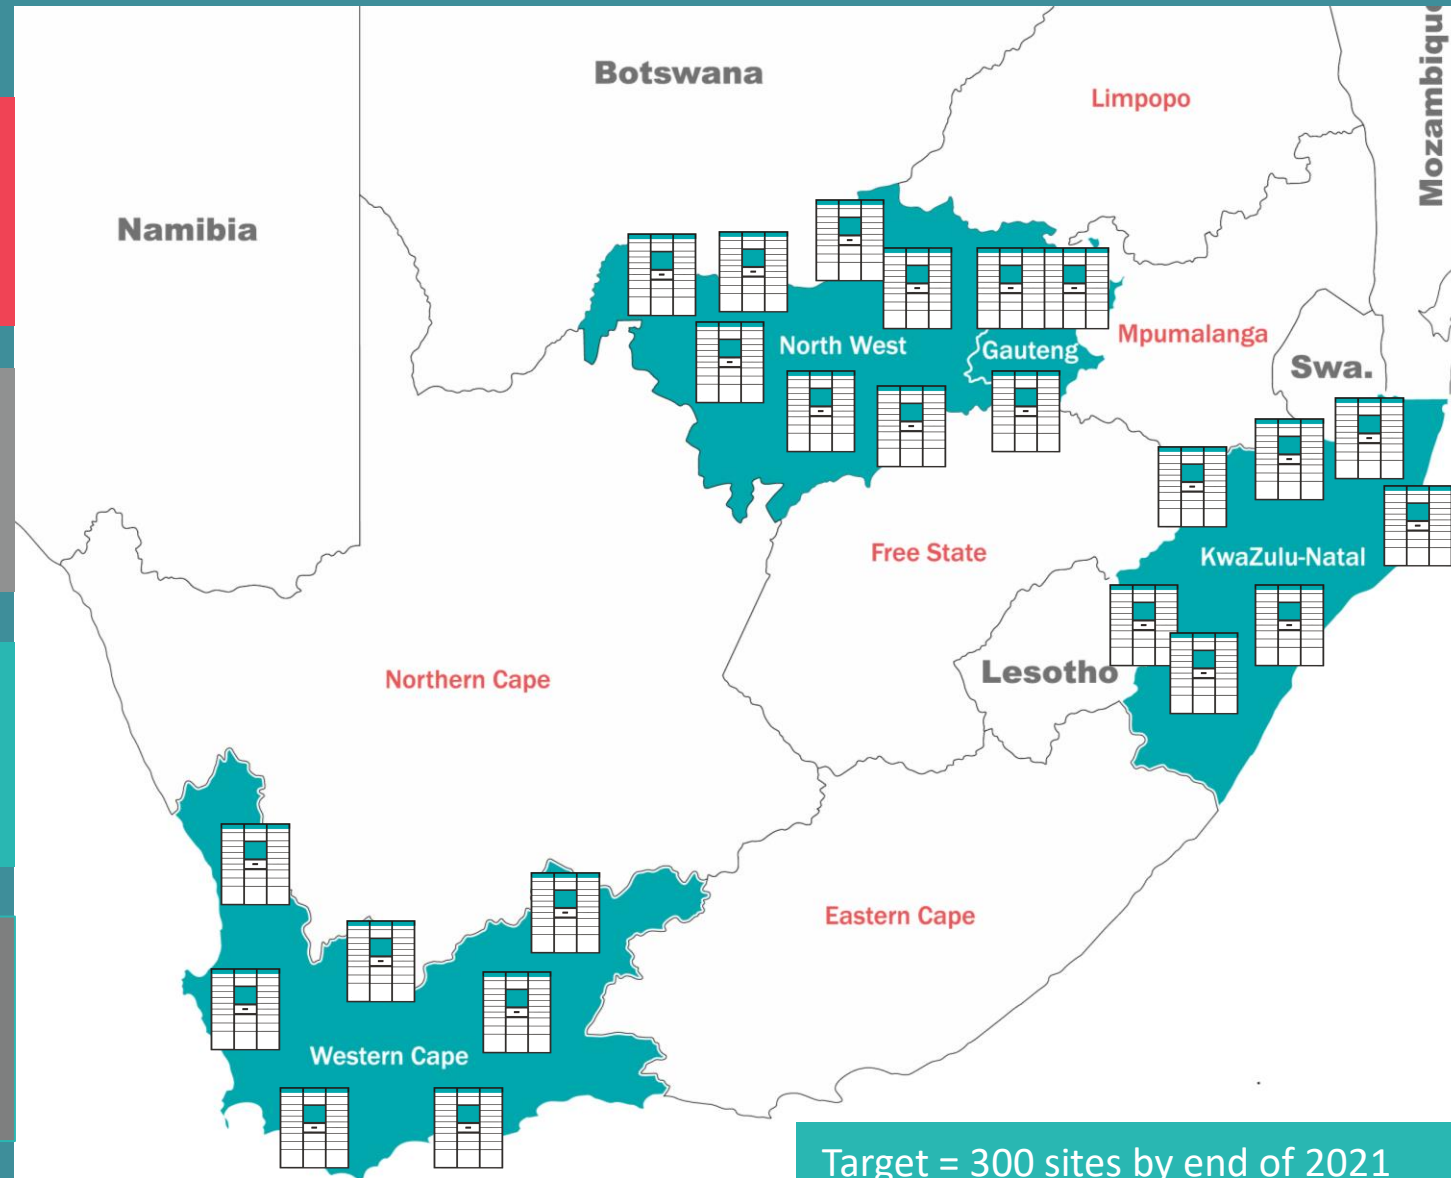 Botswana
Limpopo
Mozambique
Namibia
North West
Gauteng
Mpumalanga
Swa.
Free State
KwaZulu-Natal
Lesotho
Northern Cape
Eastern Cape
Western Cape
Target = 300 sites by end of 2021